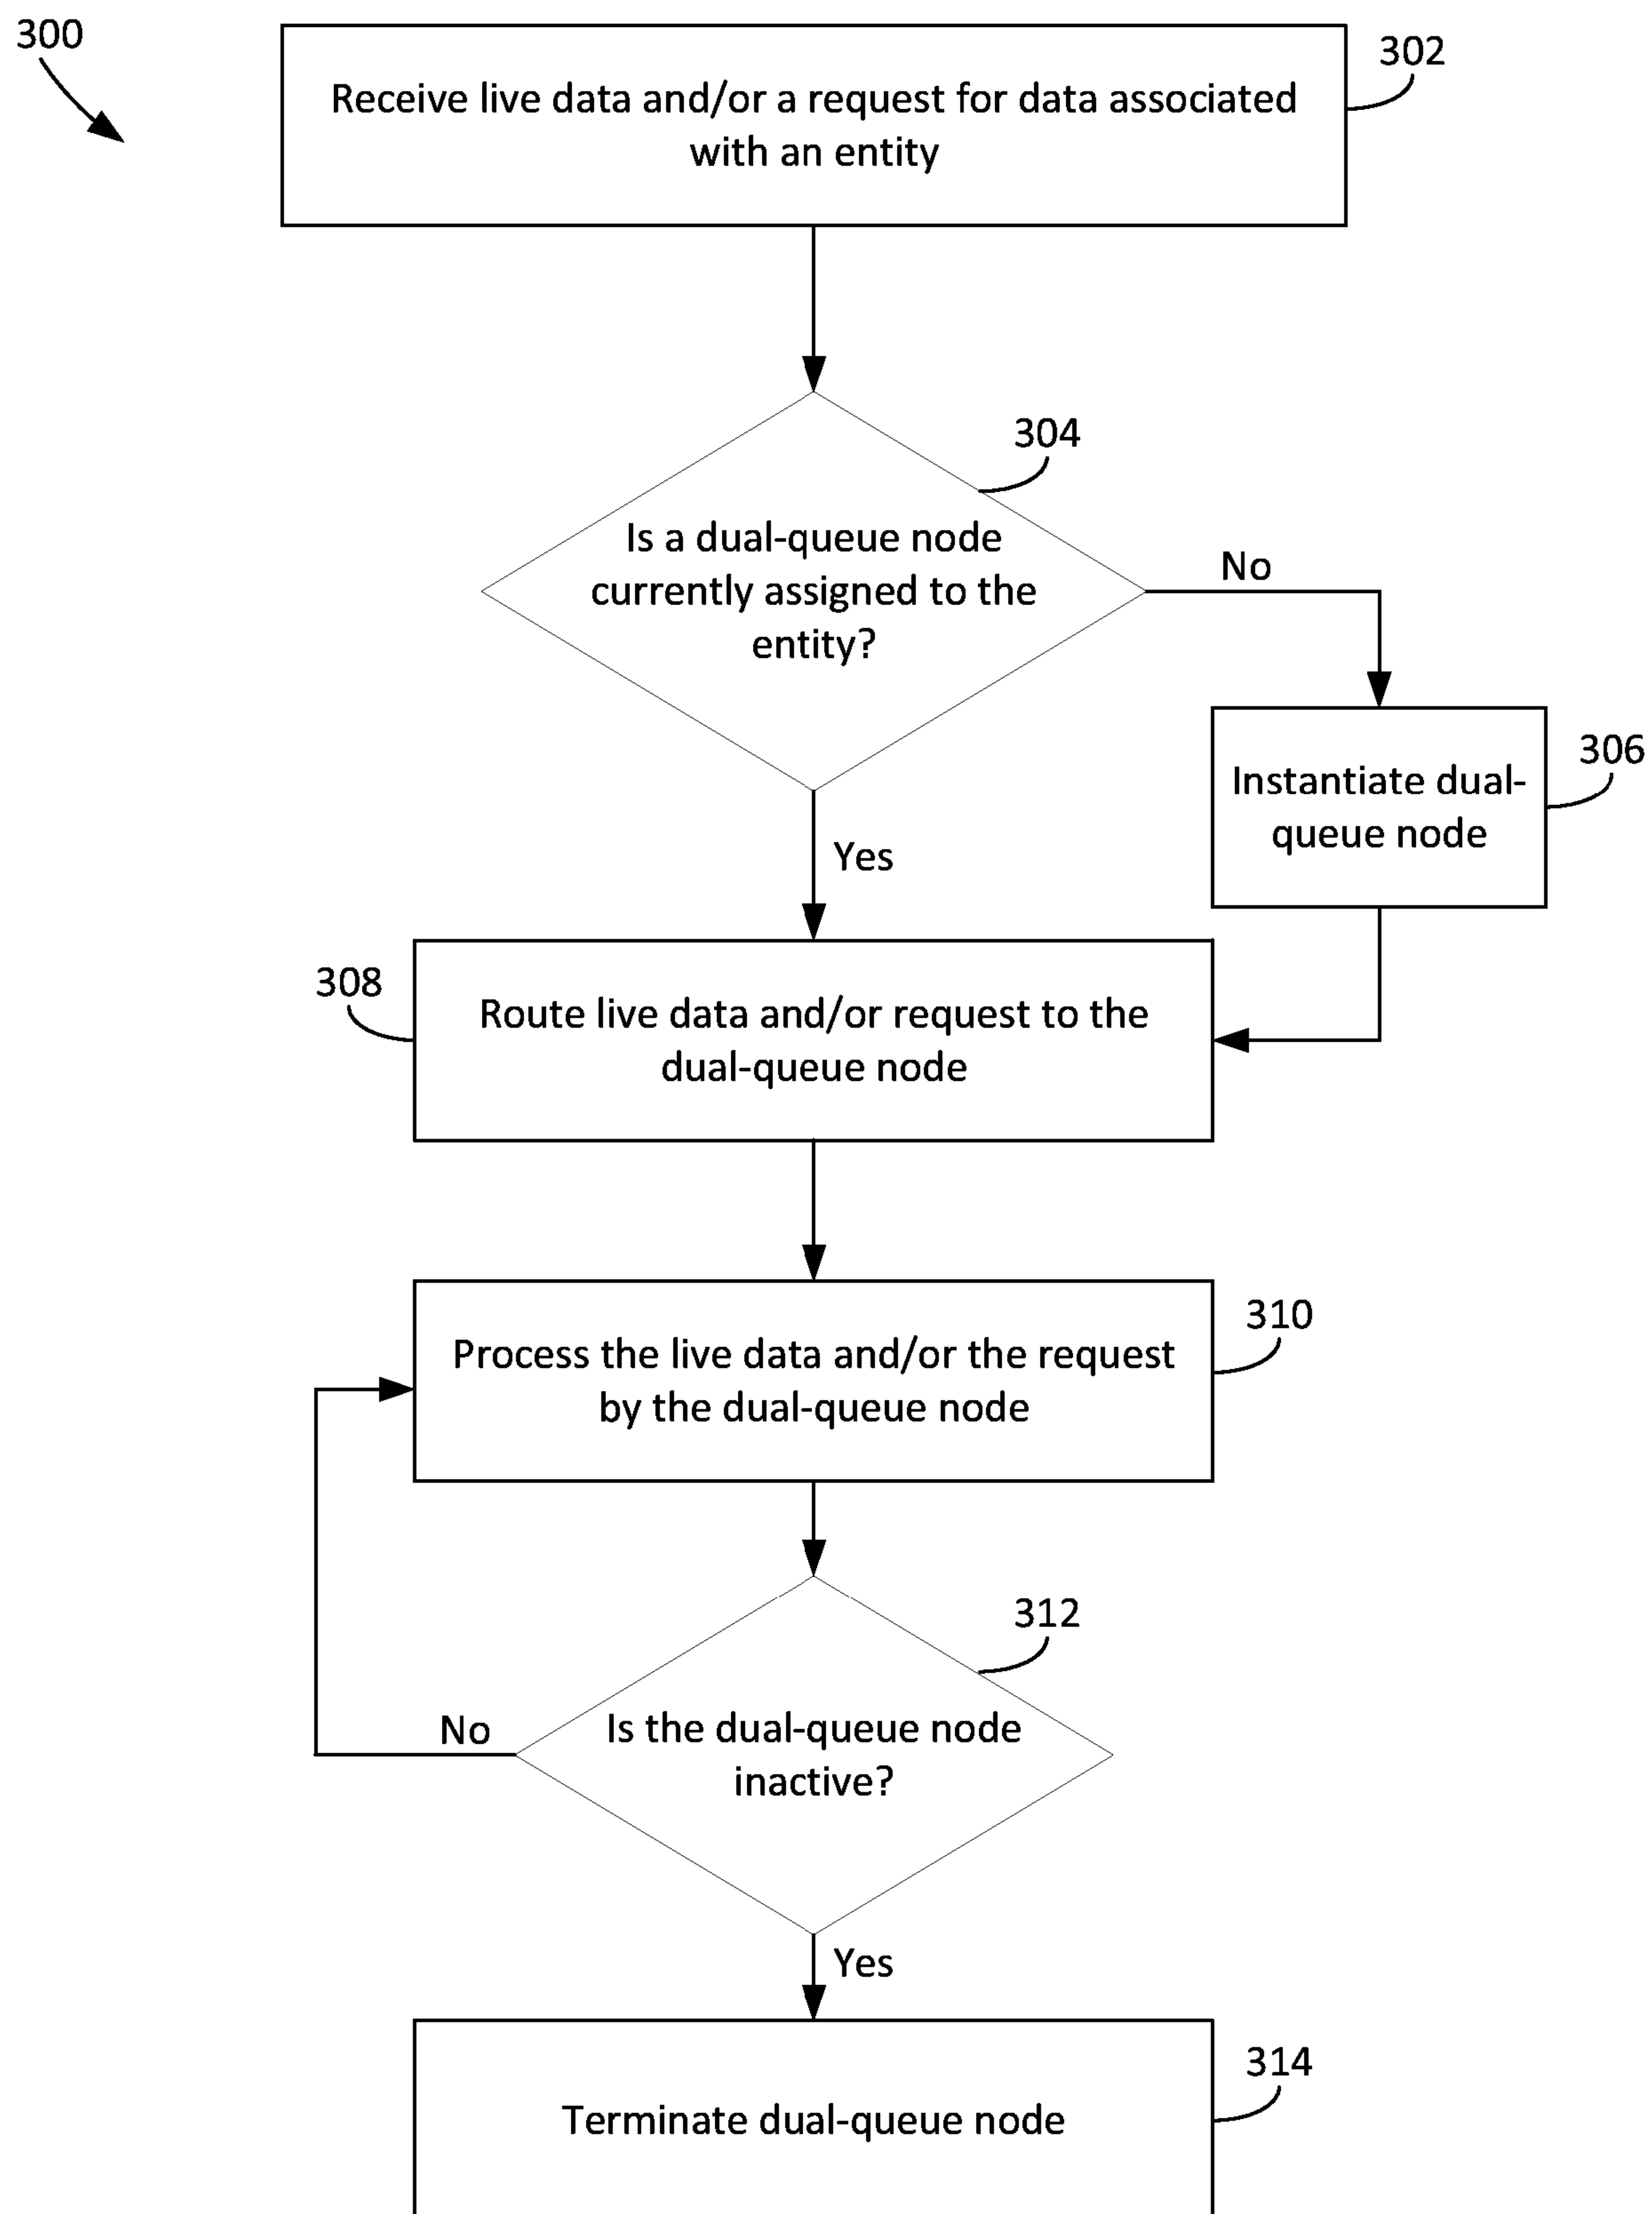 300
302
Receive live data and/or a request for data associated
with an entity
304
Is a dual-queue node
currently assigned to the
entity?
No
306
Instantiate dual-
queue node
Yes
308
Route live data and/or request to the
dual-queue node
310
Process the live data and/or the request
by the dual-queue node
312
No
Is the dual-queue node
inactive?
Yes
314
Terminate dual-queue node